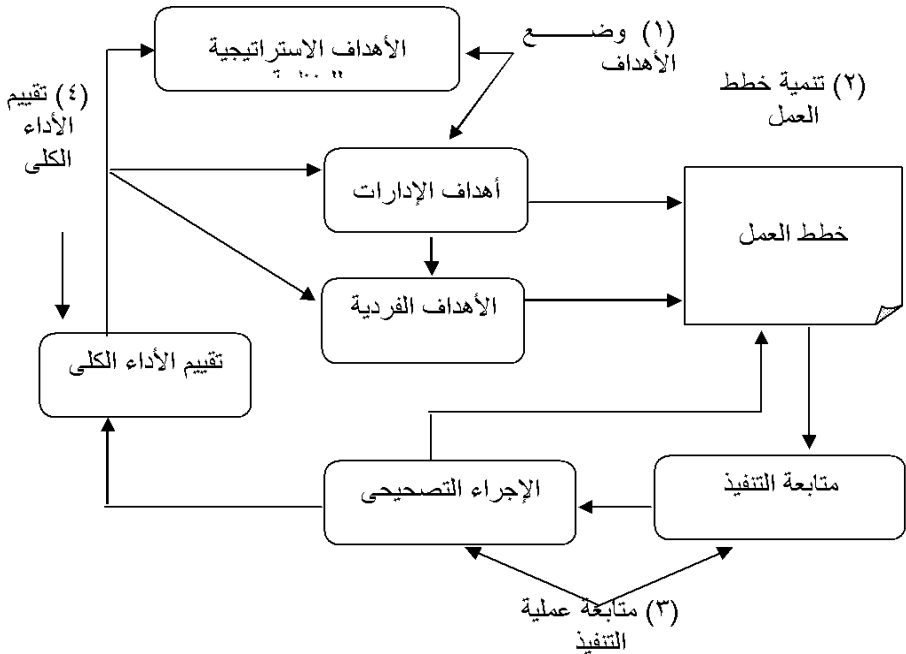 (١) وضـــــــع
الأهداف
الأهداف الاستراتيجية
(٢) تنمية خطط
العمل
(٤) تقييم
الأداء
الكلى
أهداف الإدارات
خطط العمل
الأهداف الفردية
تقييم الأداء الكلى
الإجراء التصحيحى
متابعة التنفيذ
(٣) متابعة عملية
التنفيذ